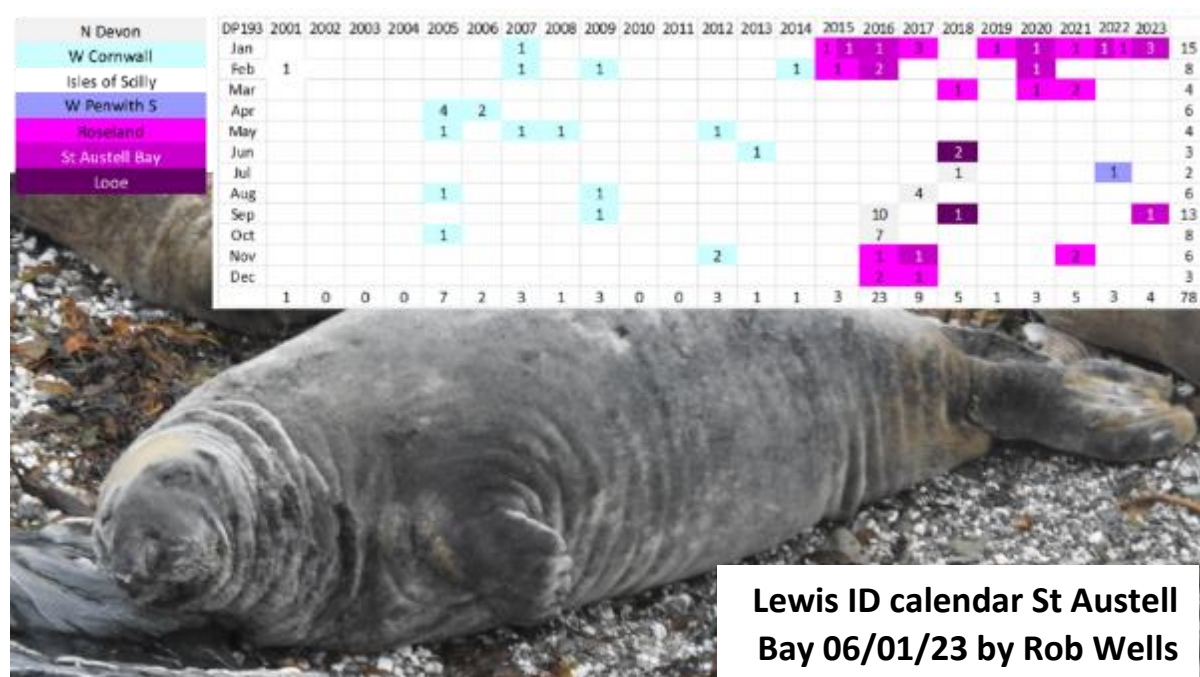 N Devon
W Cornwall
Isles of Scilly
W Penwith S
Roseland
St Austell Bay
Looe
DP193 2001 2002 2003 2004 2005 2006 2007 2008 2009 2010 2011 2012 2013 2014 2015 2016 2017 2018 2019 2020 2021 2022 2023
Jan 1 1 1 1 3 1 1 1 1 1 3 15
Feb 1 1 1 1 1 2 1 8
Mar 1 1 2 4
Apr 4 2 6
May 1 1 1 1 4
Jun 1 2 3
Jul 1 1 2
Aug 1 1 4 6
Sep 1 10 1 1 13
Oct 1 7 8
Nov 2 1 1 2 6
Dec 2 1 3
1 0 0 0 7 2 3 1 3 0 0 3 1 1 3 23 9 5 1 3 5 3 4 78
Lewis ID calendar St Austell
Bay 06/01/23 by Rob Wells